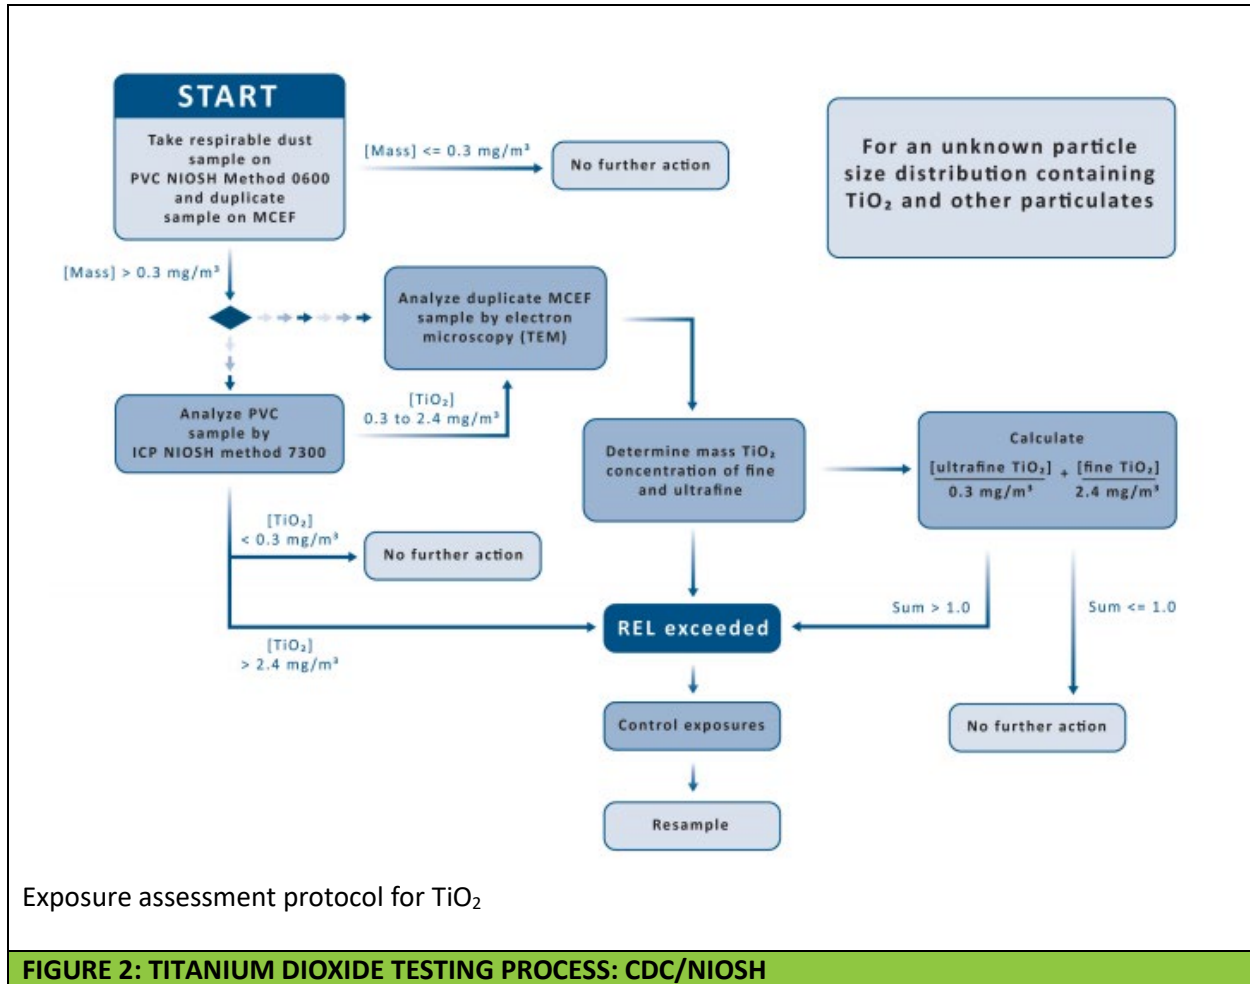 START
Take respirable dust
sample on
PVC NIOSH Method 0600
and duplicate
sample on MCEF
[Mass] <= 0.3 mg/m³
No further action
For an unknown particle
size distribution containing
TiO₂ and other particulates
[Mass] > 0.3 mg/m³
Analyze duplicate MCEF
sample by electron
microscopy (TEM)
[TiO₂]
0.3 to 2.4 mg/m³
Analyze PVC
sample by
ICP NIOSH method 7300
Determine mass TiO₂
concentration of fine
and ultrafine
Calculate
[ultrafine TiO₂] + [fine TiO₂]
0.3 mg/m³ 2.4 mg/m³
[TiO₂]
< 0.3 mg/m³
No further action
[TiO₂]
> 2.4 mg/m³
REL exceeded
Sum > 1.0
Sum <= 1.0
Control exposures
No further action
Resample
Exposure assessment protocol for TiO₂
FIGURE 2: TITANIUM DIOXIDE TESTING PROCESS: CDC/NIOSH